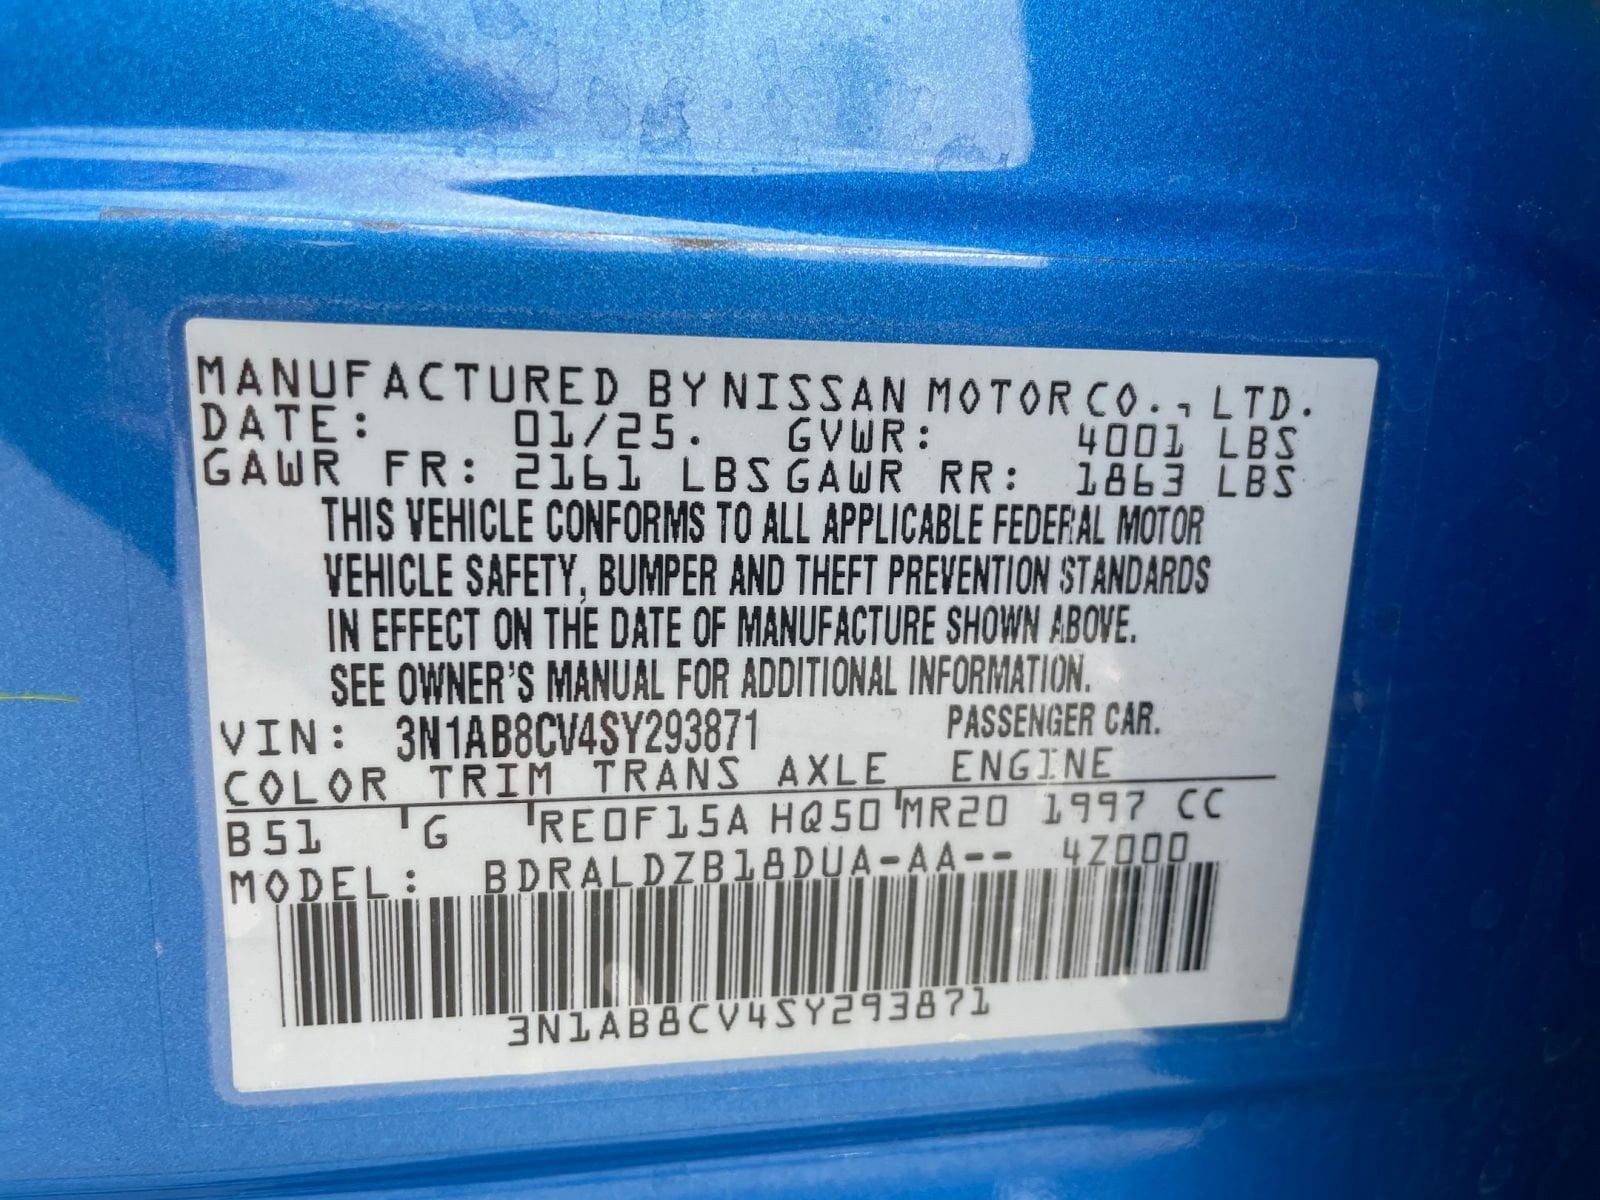 MANUFACTURED BY NISSAN MOTOR CO., LTD.
DATE: 01/25. GVWR: 4001 LBS
GAWR FR: 2161 LBS GAWR RR: 1863 LBS
THIS VEHICLE CONFORMS TO ALL APPLICABLE FEDERAL MOTOR
VEHICLE SAFETY, BUMPER AND THEFT PREVENTION STANDARDS
IN EFFECT ON THE DATE OF MANUFACTURE SHOWN ABOVE.
SEE OWNER'S MANUAL FOR ADDITIONAL INFORMATION.
VIN: 3N1AB8CV4SY293871 PASSENGER CAR.
COLOR TRIM TRANS AXLE ENGINE
B51 G RE0F15A HQ50 MR20 1997 CC
MODEL: BDRALDZB18DUA-AA-- 4Z000
3N1AB8CV4SY293871